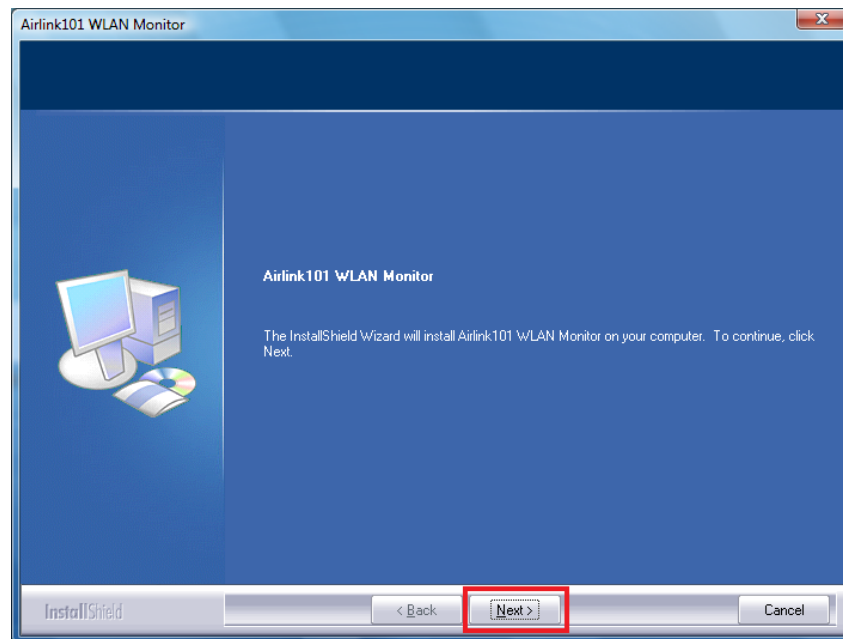 Airlink101 WLAN Monitor
Airlink101 WLAN Monitor
The InstallShield Wizard will install Airlink101 WLAN Monitor on your computer.  To continue, click
Next.
InstallShield
< Back
Next >
Cancel